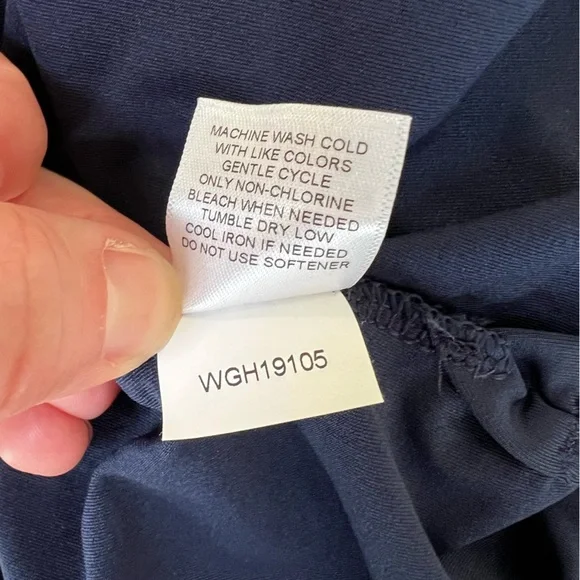 MACHINE WASH COLD
WITH LIKE COLORS
GENTLE CYCLE
ONLY NON-CHLORINE
BLEACH WHEN NEEDED
TUMBLE DRY LOW
COOL IRON IF NEEDED
DO NOT USE SOFTENER
WGH19105